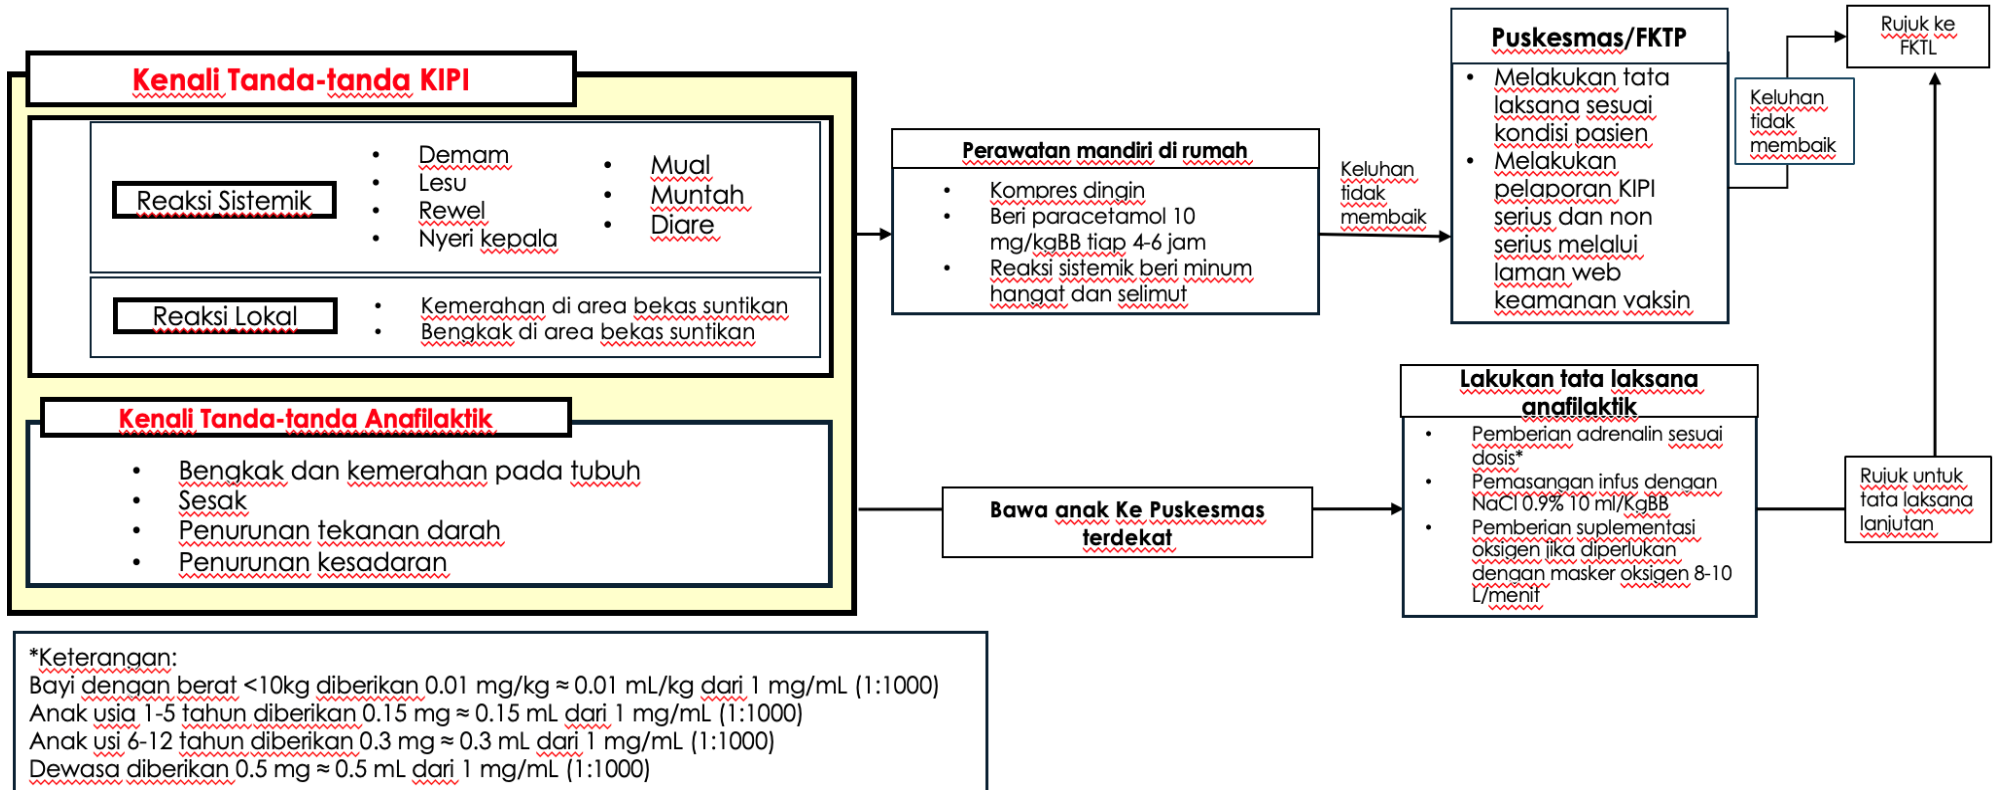 Kenali Tanda-tanda KIPI
Reaksi Sistemik
• Demam
• Lesu
• Rewel
• Nyeri kepala
• Mual
• Muntah
• Diare
Reaksi Lokal
• Kemerahan di area bekas suntikan
• Bengkak di area bekas suntikan
Kenali Tanda-tanda Anafilaktik
• Bengkak dan kemerahan pada tubuh
• Sesak
• Penurunan tekanan darah
• Penurunan kesadaran
Perawatan mandiri di rumah
• Kompres dingin
• Beri paracetamol 10
mg/kgBB tiap 4-6 jam
• Reaksi sistemik beri minum
hangat dan selimut
Keluhan
tidak
membaik
Puskesmas/FKTP
• Melakukan tata
laksana sesuai
kondisi pasien
• Melakukan
pelaporan KIPI
serius dan non
serius melalui
laman web
keamanan vaksin
Keluhan
tidak
membaik
Rujuk ke
FKTL
Bawa anak Ke Puskesmas
terdekat
Lakukan tata laksana
anafilaktik
• Pemberian adrenalin sesuai
dosis*
• Pemasangan infus dengan
NaCl 0.9% 10 ml/KgBB
• Pemberian suplementasi
oksigen jika diperlukan
dengan masker oksigen 8-10
L/menit
Rujuk untuk
tata laksana
lanjutan
*Keterangan:
Bayi dengan berat <10kg diberikan 0.01 mg/kg ≈ 0.01 mL/kg dari 1 mg/mL (1:1000)
Anak usia 1-5 tahun diberikan 0.15 mg ≈ 0.15 mL dari 1 mg/mL (1:1000)
Anak usi 6-12 tahun diberikan 0.3 mg ≈ 0.3 mL dari 1 mg/mL (1:1000)
Dewasa diberikan 0.5 mg ≈ 0.5 mL dari 1 mg/mL (1:1000)